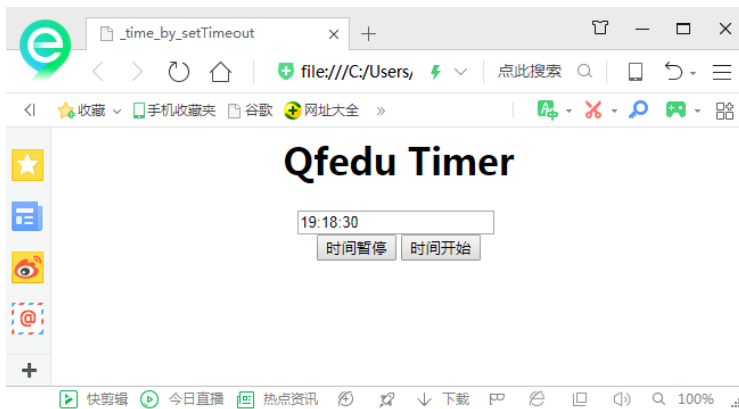 _time_by_setTimeout
file:///C:/Users/
点此搜索
收藏 手机收藏夹 谷歌 网址大全 »
Qfedu Timer
19:18:30
时间暂停 时间开始
快剪辑 今日直播 热点资讯 下载 100%